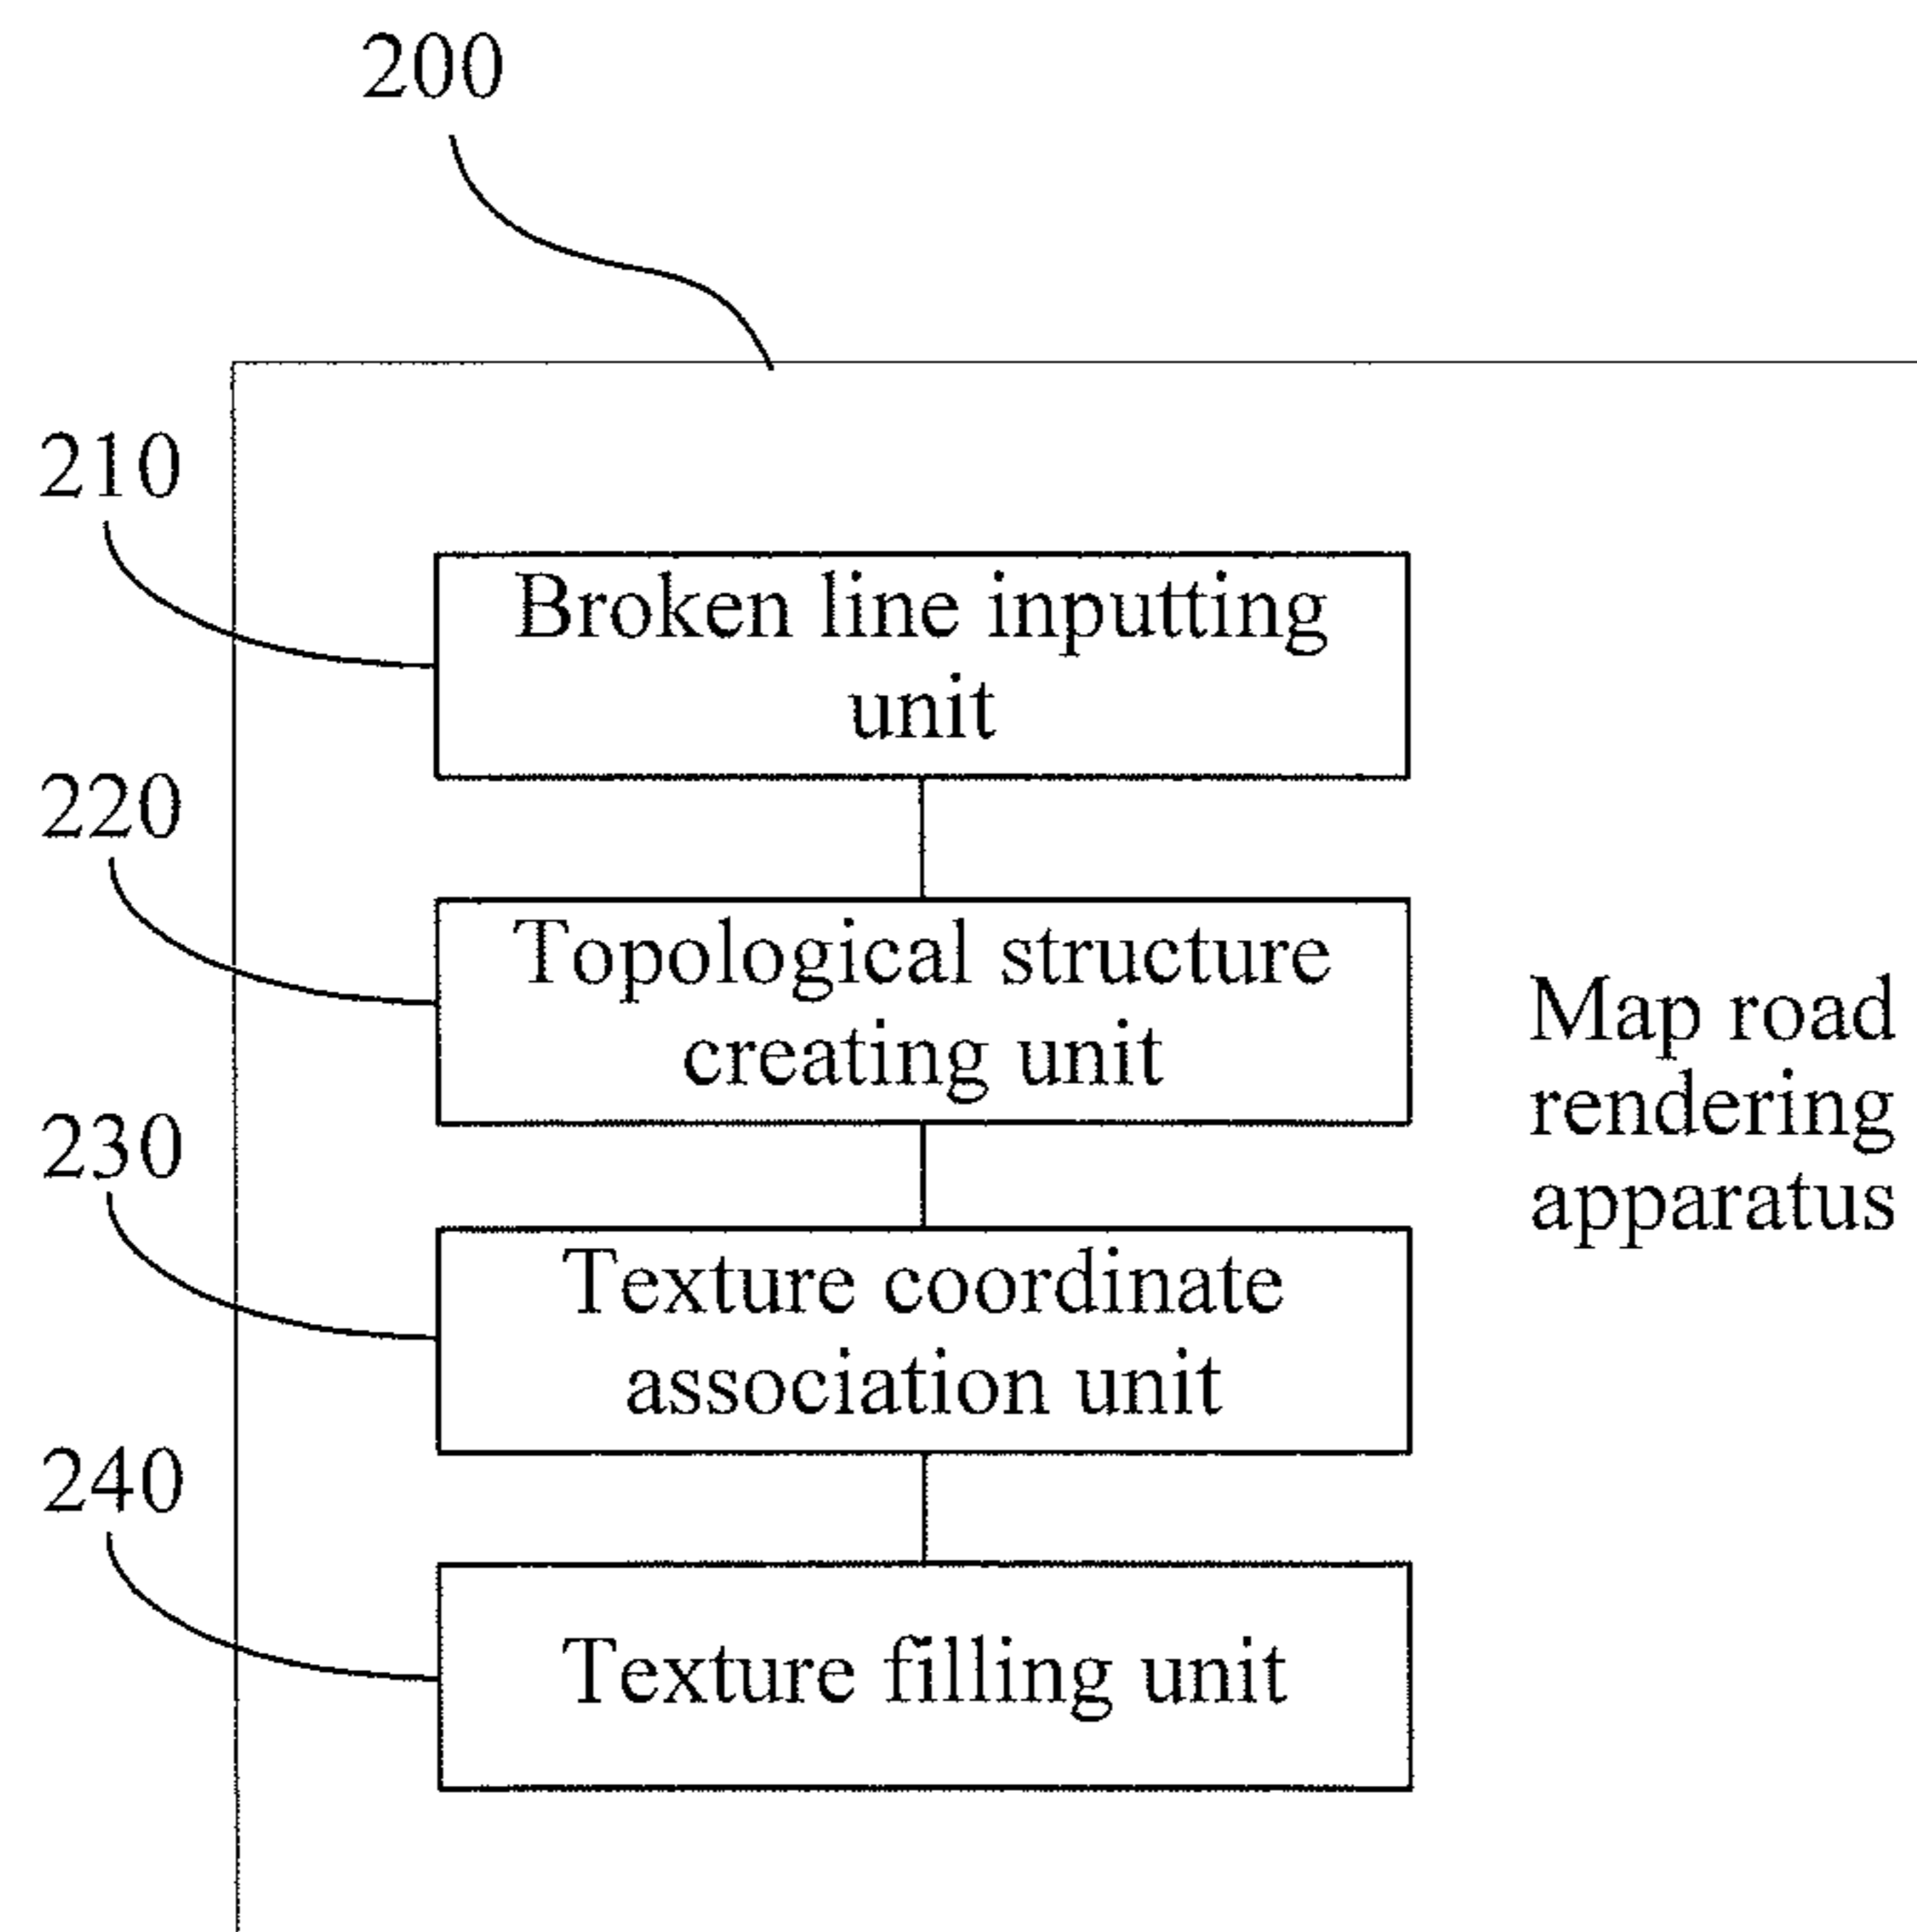 200
210
Broken line inputting
unit
220
Topological structure
creating unit
Map road
rendering
apparatus
230
Texture coordinate
association unit
240
Texture filling unit